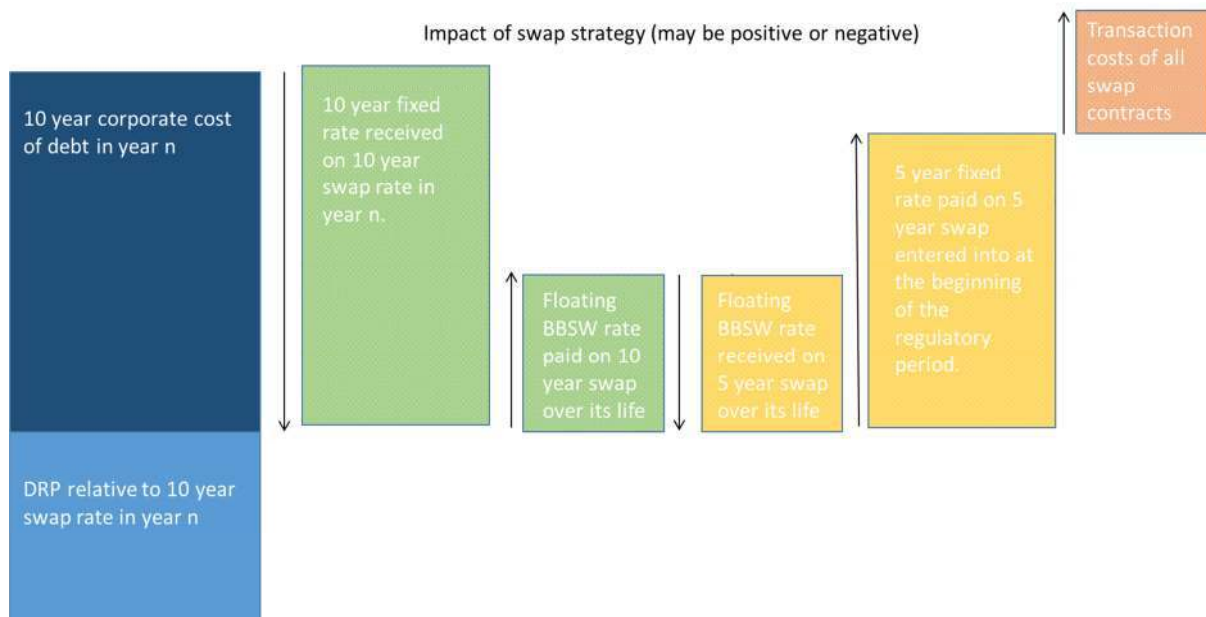 Impact of swap strategy (may be positive or negative)
Transaction
costs of all
swap
contracts
10 year corporate cost
of debt in year n
10 year fixed
rate received
on 10 year
swap rate in
year n.
5 year fixed
rate paid on 5
year swap
entered into at
the beginning
of the
regulatory
period.
Floating
BBSW rate
paid on 10
year swap
over its life
Floating
BBSW rate
received on
5 year swap
over its life
DRP relative to 10 year
swap rate in year n